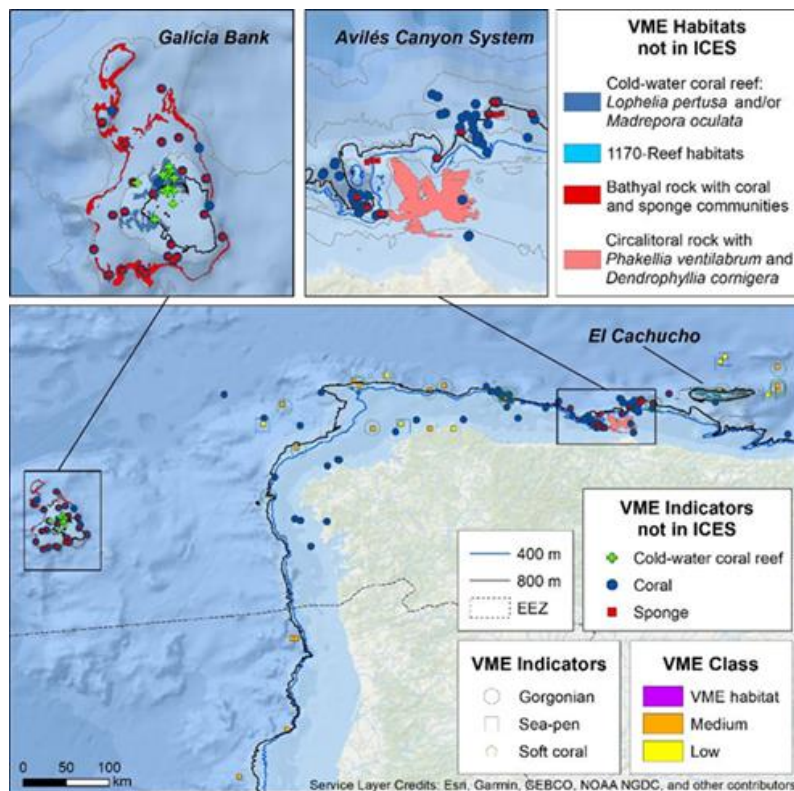 Galicia Bank
Avilés Canyon System
VME Habitats
not in ICES
Cold-water coral reef:
Lophelia pertusa and/or
Madrepora oculata
1170-Reef habitats
Bathyal rock with coral
and sponge communities
Circalitoral rock with
Phakellia ventilabrum and
Dendrophyllia cornigera
El Cachucho
VME Indicators
not in ICES
Cold-water coral reef
Coral
Sponge
400 m
800 m
EEZ
VME Indicators
Gorgonian
Sea-pen
Soft coral
VME Class
VME habitat
Medium
Low
0 50 100
km
Service Layer Credits: Esri, Garmin, GEBCO, NOAA NGDC, and other contributors